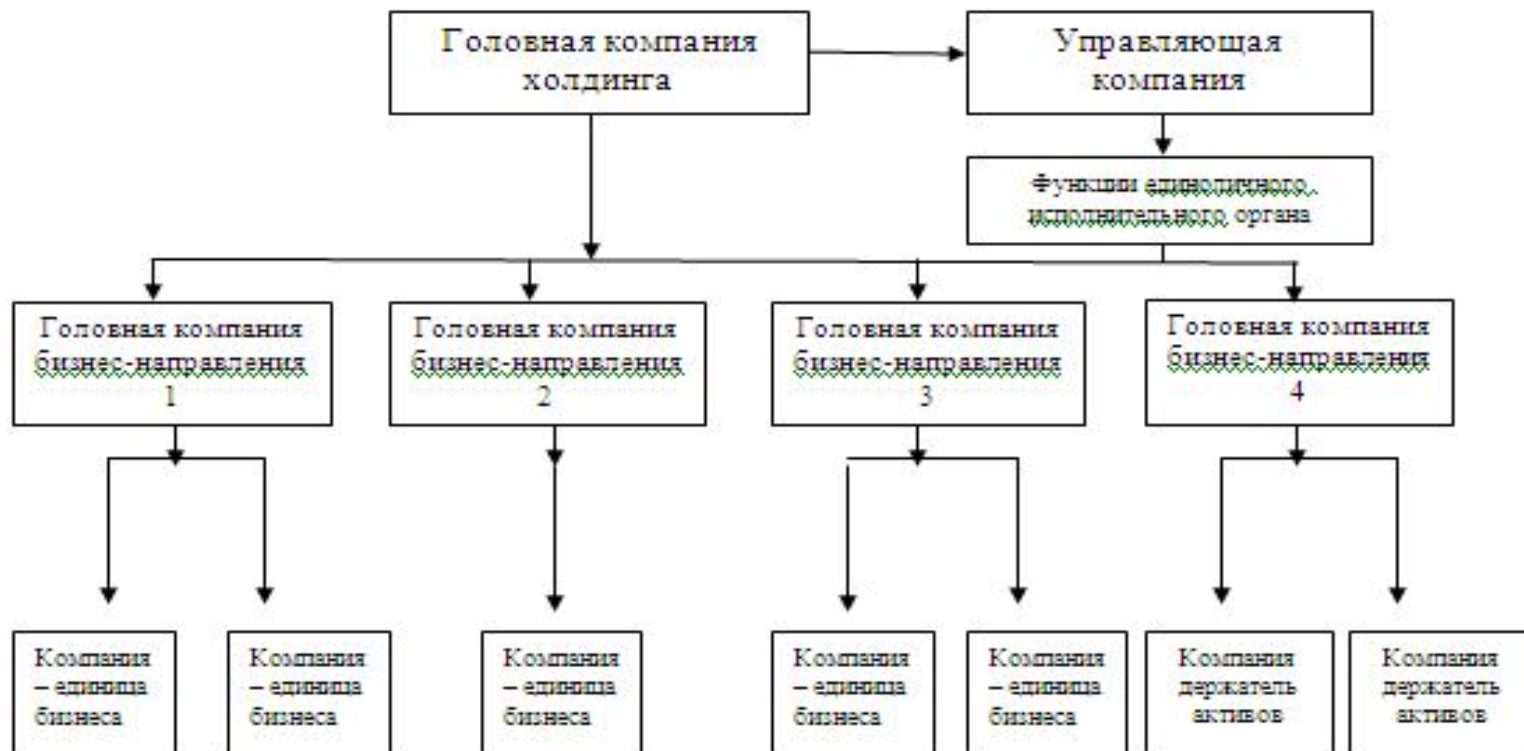 Головная компания
холдинга
Управляющая
компания
Функции единоличного
исполнительного органа
Головная компания
бизнес-направления
1
Головная компания
бизнес-направления
2
Головная компания
бизнес-направления
3
Головная компания
бизнес-направления
4
Компания
– единица
бизнеса
Компания
– единица
бизнеса
Компания
– единица
бизнеса
Компания
– единица
бизнеса
Компания
– единица
бизнеса
Компания
держатель
активов
Компания
держатель
активов